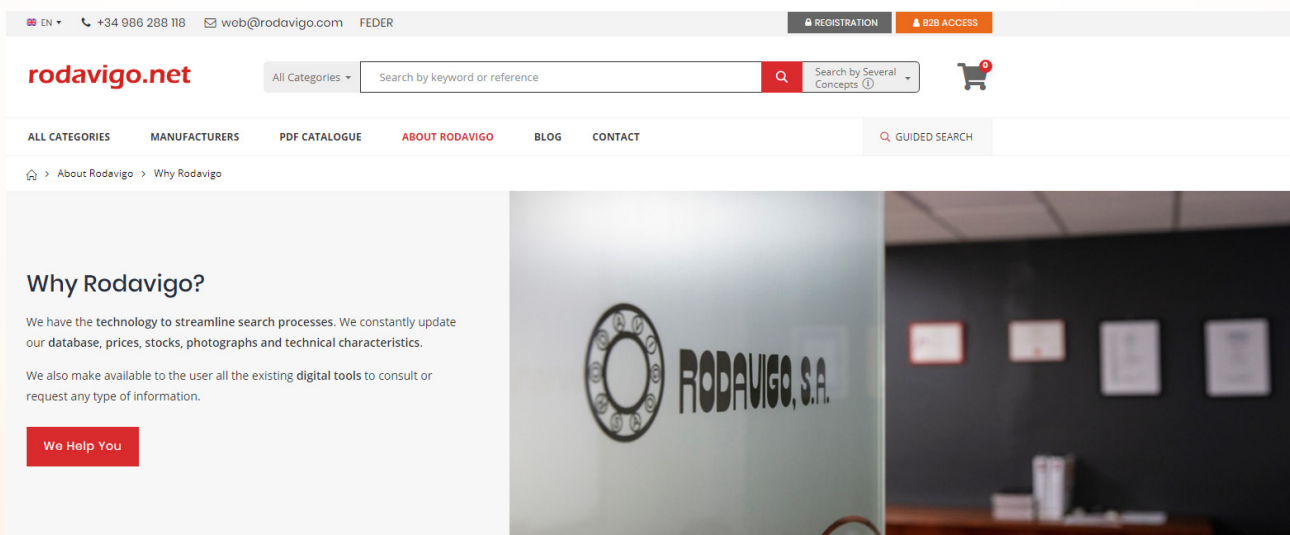 EN
+34 986 288 118
web@rodavigo.com
FEDER
REGISTRATION
B2B ACCESS
rodavigo.net
All Categories
Search by keyword or reference
Search by Several
Concepts
0
ALL CATEGORIES
MANUFACTURERS
PDF CATALOGUE
ABOUT RODAVIGO
BLOG
CONTACT
GUIDED SEARCH
About Rodavigo > Why Rodavigo
Why Rodavigo?
We have the technology to streamline search processes. We constantly update
our database, prices, stocks, photographs and technical characteristics.
We also make available to the user all the existing digital tools to consult or
request any type of information.
We Help You
RODAVIGO, S.A.